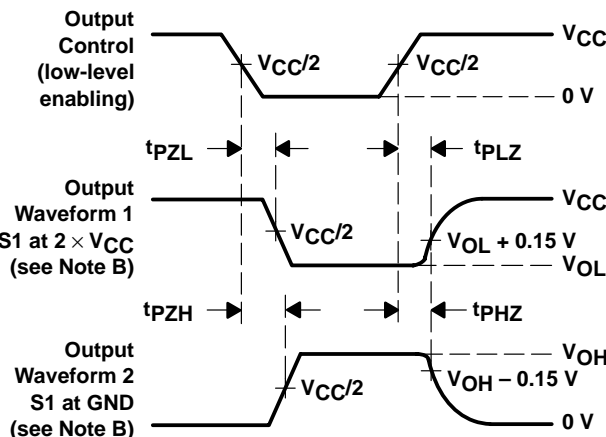 Output
Control
(low-level
enabling)
VCC/2
VCC/2
VCC
0 V
tPZL
tPLZ
Output
Waveform 1
S1 at 2 × VCC
(see Note B)
VCC/2
VCC
VOL + 0.15 V
VOL
tPZH
tPHZ
Output
Waveform 2
S1 at GND
(see Note B)
VCC/2
VOH
VOH – 0.15 V
0 V